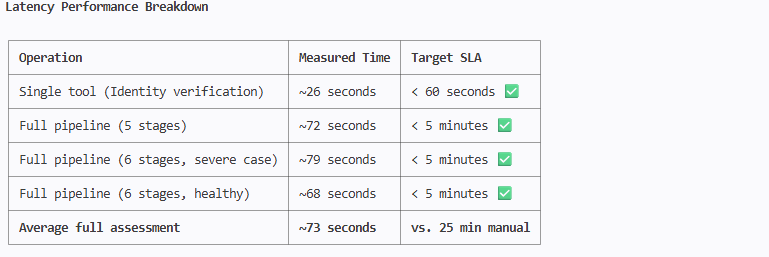 Latency Performance Breakdown
Operation Measured Time Target SLA
Single tool (Identity verification) ~26 seconds < 60 seconds ✅
Full pipeline (5 stages) ~72 seconds < 5 minutes ✅
Full pipeline (6 stages, severe case) ~79 seconds < 5 minutes ✅
Full pipeline (6 stages, healthy) ~68 seconds < 5 minutes ✅
Average full assessment ~73 seconds vs. 25 min manual